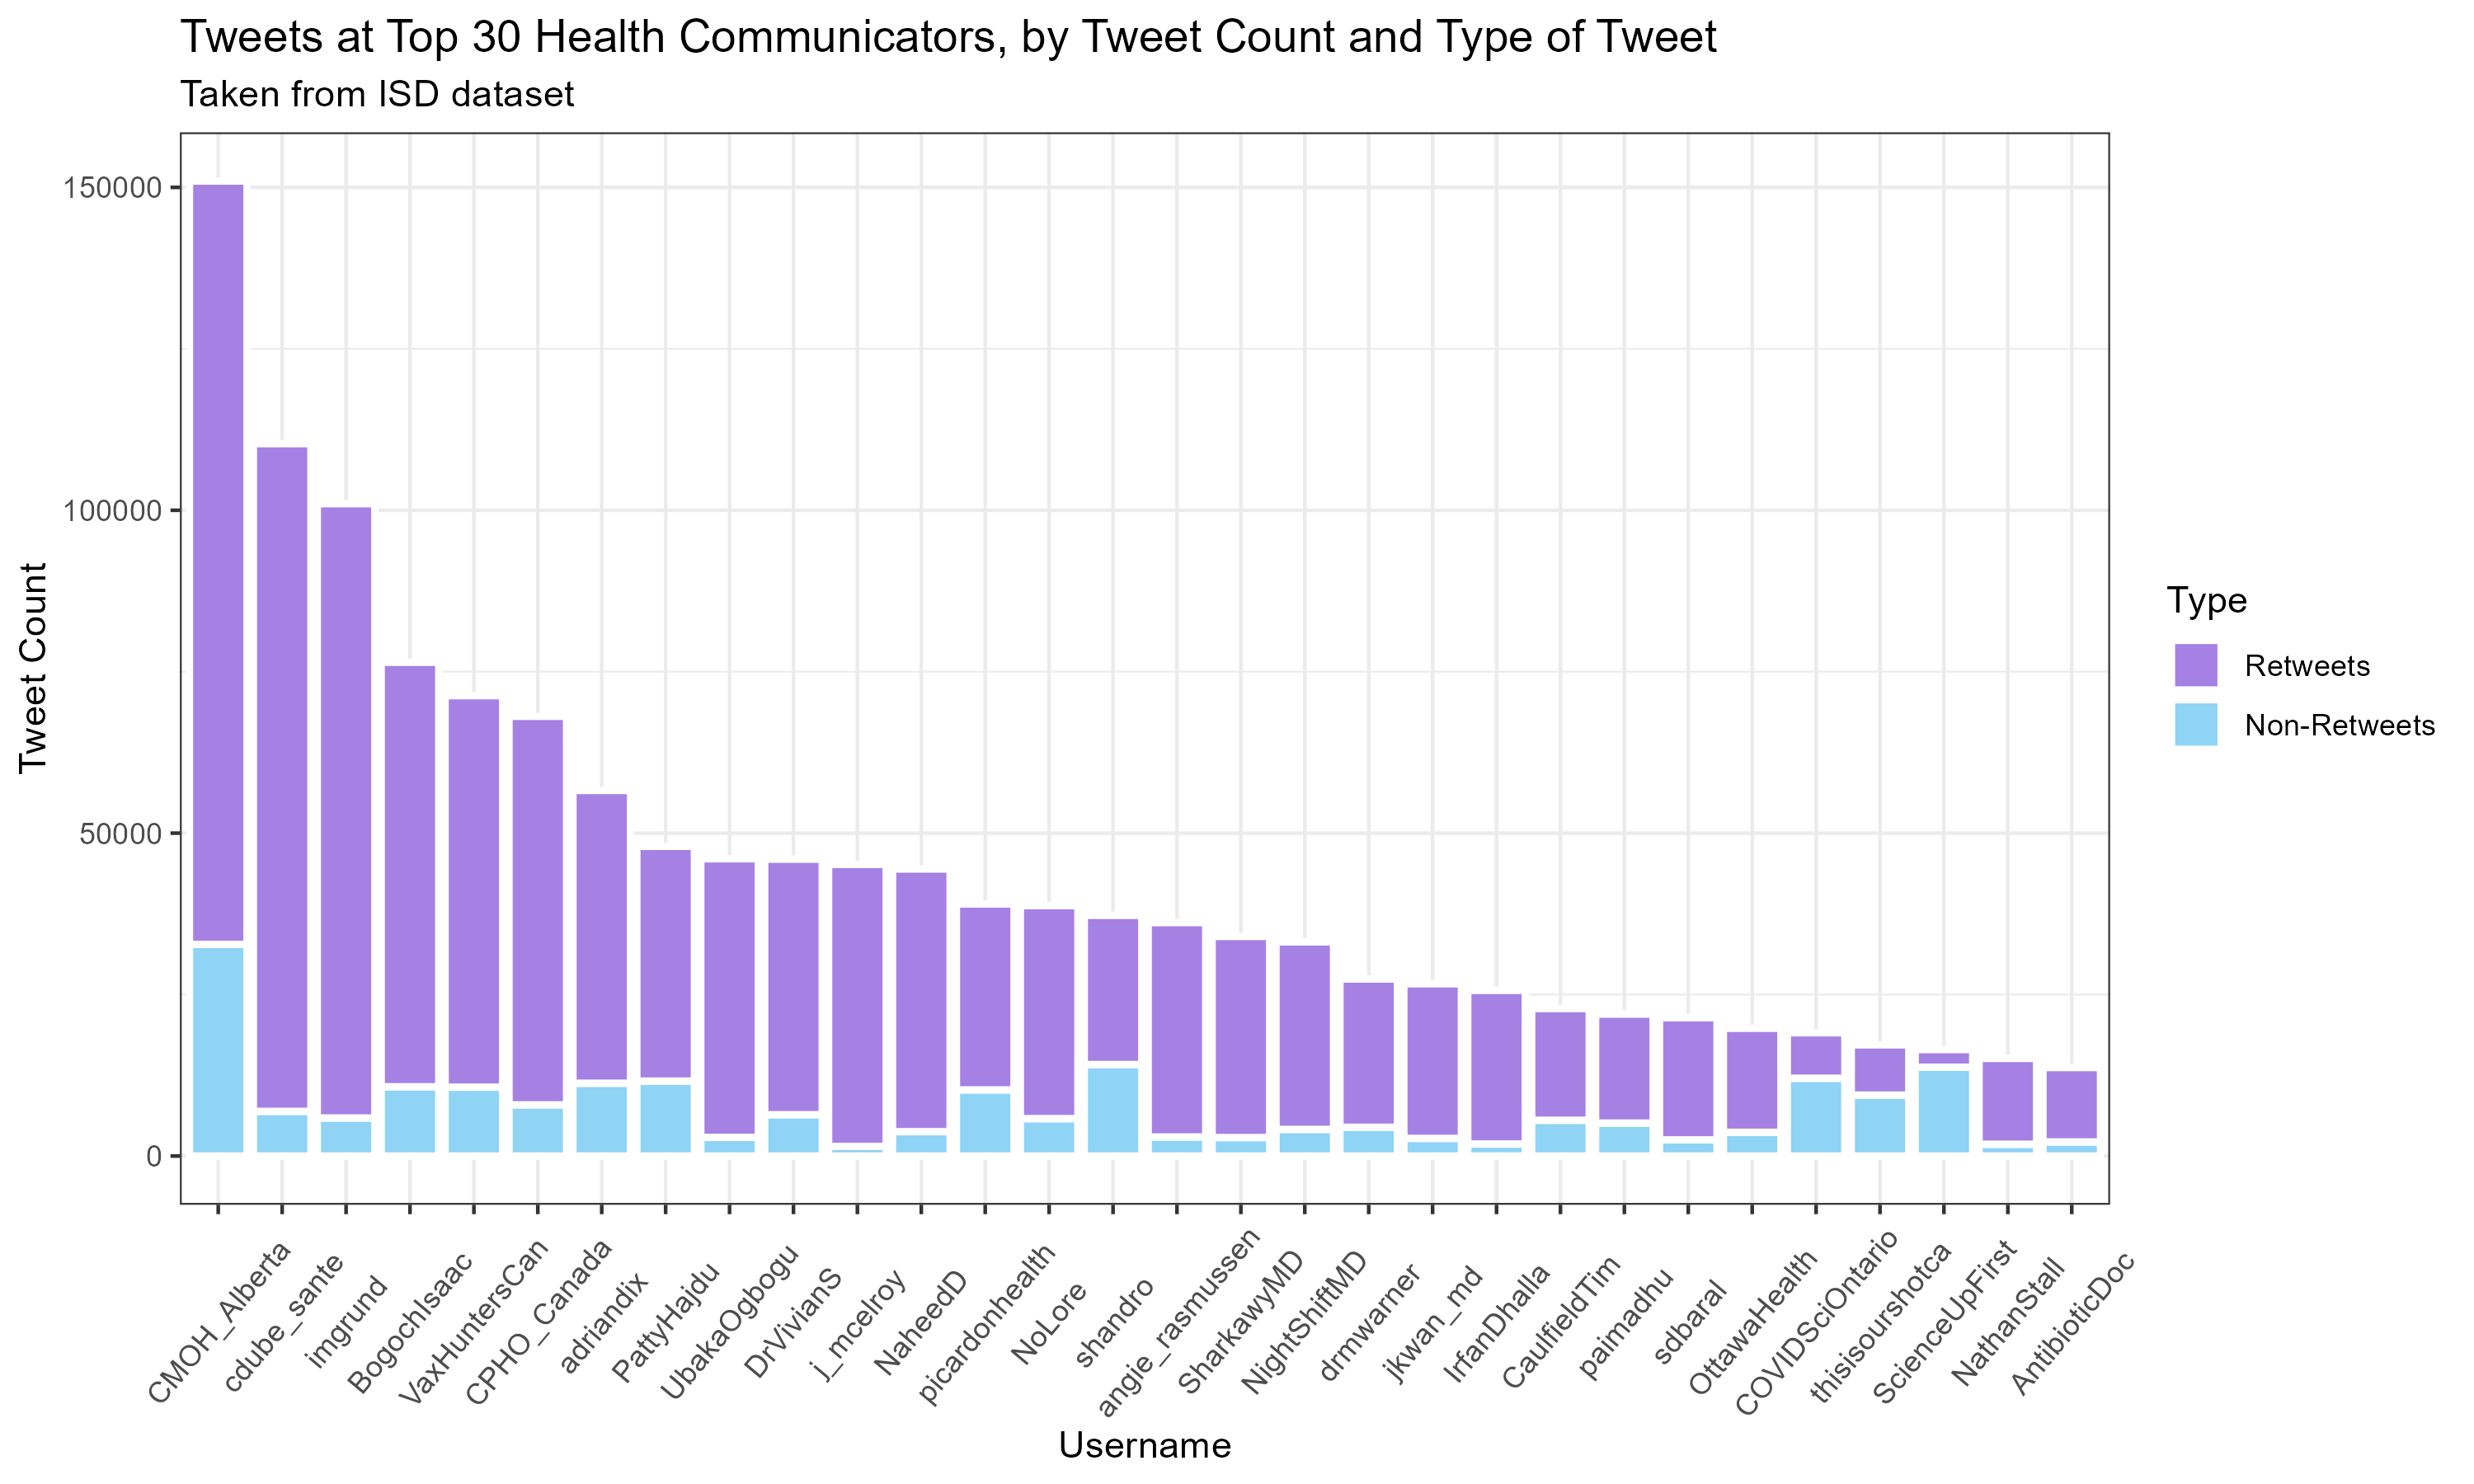 Tweets at Top 30 Health Communicators, by Tweet Count and Type of Tweet
Taken from ISD dataset
150000
100000
50000
0
Tweet Count
CMOH_Alberta
cdube_sante
imgrund
BogochIsaac
VaxHuntersCan
CPHO_Canada
adriandix
PattyHajdu
UbakaOgbogu
DrVivianS
j_mcelroy
NaheedD
picardonhealth
NoLore
shandro
angie_rasmussen
SharkawyMD
NightShiftMD
drmwarner
jkwan_md
IrfanDhalla
CaulfieldTim
paimadhu
sdbaral
OttawaHealth
COVIDSciOntario
thisisourshotca
ScienceUpFirst
NathanStall
AntibioticDoc
Username
Type
Retweets
Non-Retweets